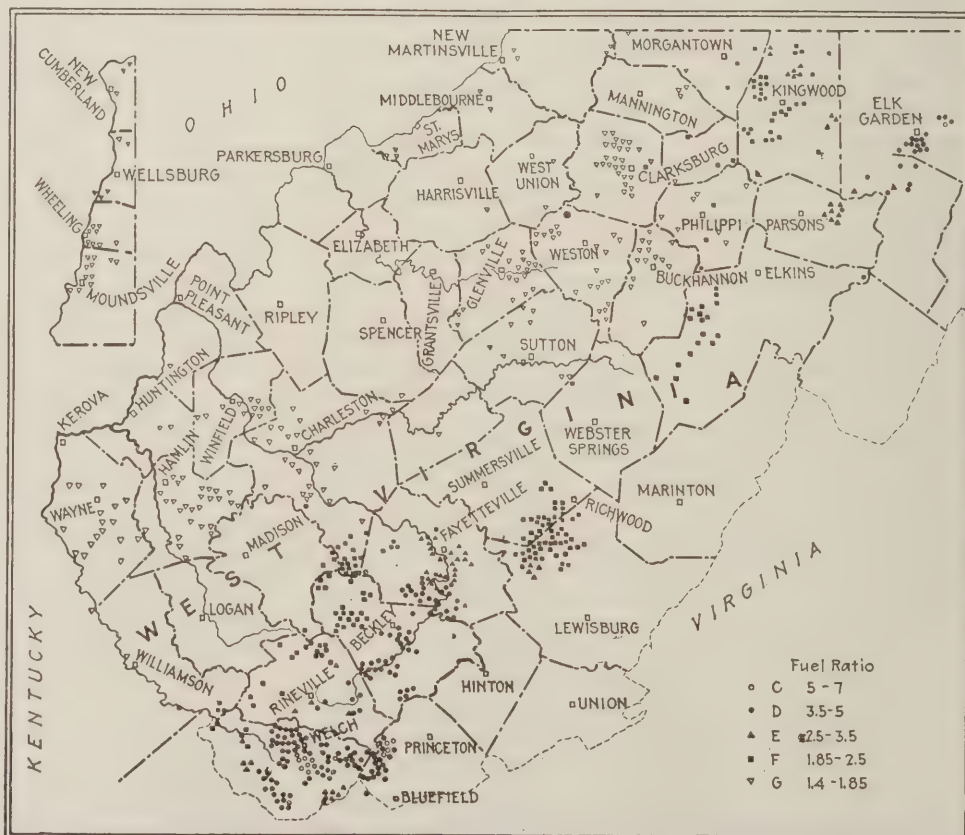 NEW
MARTINSVILLE
MORGANTOWN
NEW
CUMBERLAND
OHIO
MIDDLEBOURNE
MANNINGTON
KINGWOOD
ELK
GARDEN
ST.
MARYS
PARKERSBURG
WELLSBURG
WEST
UNION
CLARKSBURG
HARRISVILLE
WHEELING
ELIZABETH
PHILIPPI
PARSONS
WESTON
GLENVILLE
BUCKHANNON
ELKINS
MOUNDSVILLE
POINT
PLEASANT
RIPLEY
SPENCER
GRANTSVILLE
SUTTON
HUNTINGTON
KEROVA
HAMLIN
WINFIELD
CHARLESTON
WEST VIRGINIA
WEBSTER
SPRINGS
SUMMERSVILLE
MARINTON
RICHWOOD
WAYNE
MADISON
FAYETTEVILLE
VIRGINIA
LOGAN
BECKLEY
LEWISBURG
KENTUCKY
WILLIAMSON
RINEVILLE
HINTON
UNION
WELCH
PRINCETON
BLUEFIELD
Fuel Ratio
C 5-7
D 3.5-5
E 2.5-3.5
F 1.85-2.5
G 1.4-1.85